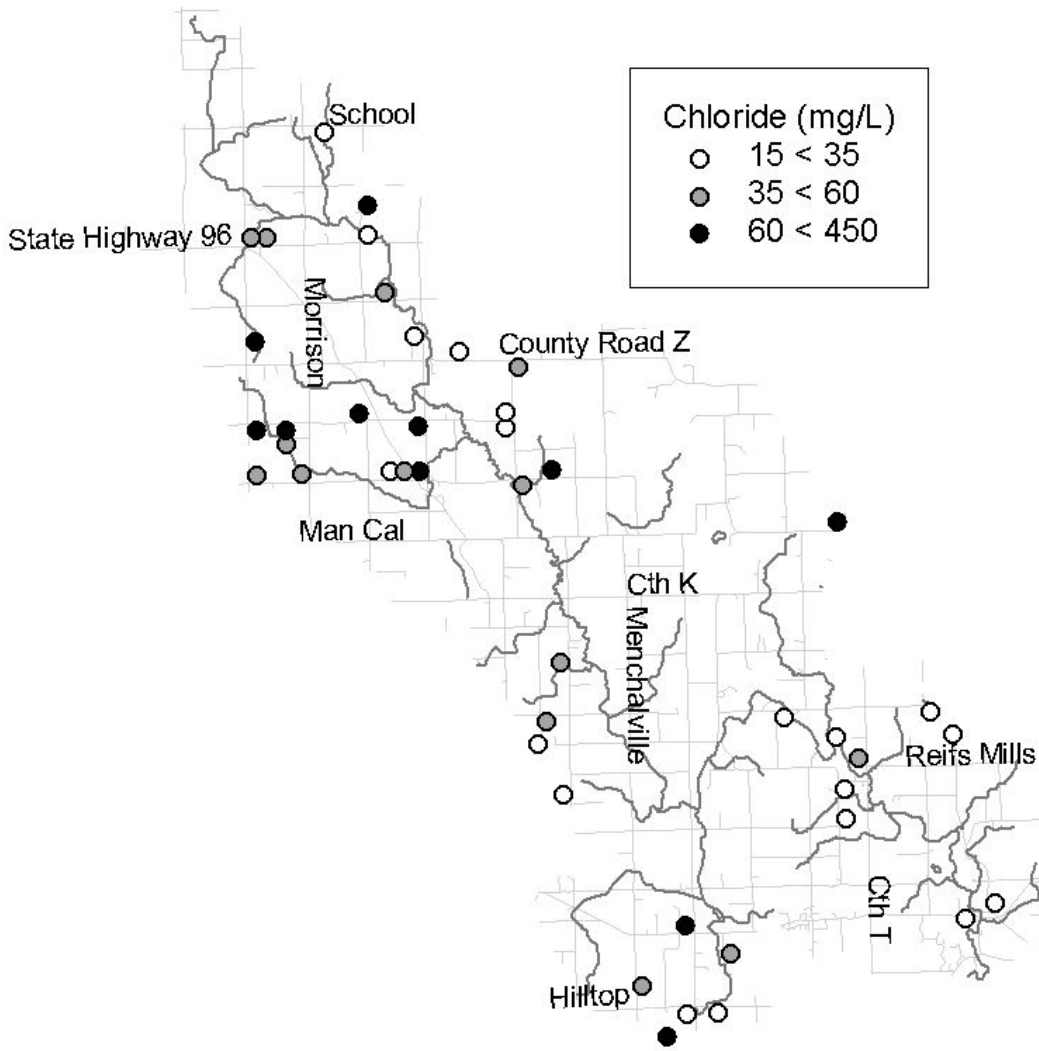 School
Chloride (mg/L)
15 < 35
35 < 60
60 < 450
State Highway 96
Morrison
County Road Z
Man Cal
Cth K
Menchalville
Reifs Mills
Cth T
Hilltop